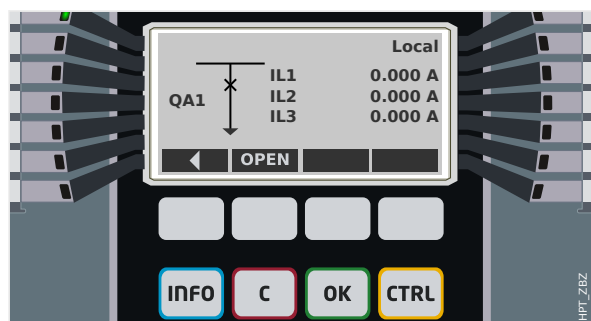 Local
IL1 0.000 A
QA1 IL2 0.000 A
IL3 0.000 A
OPEN
INFO C OK CTRL
HPT_ZBZ